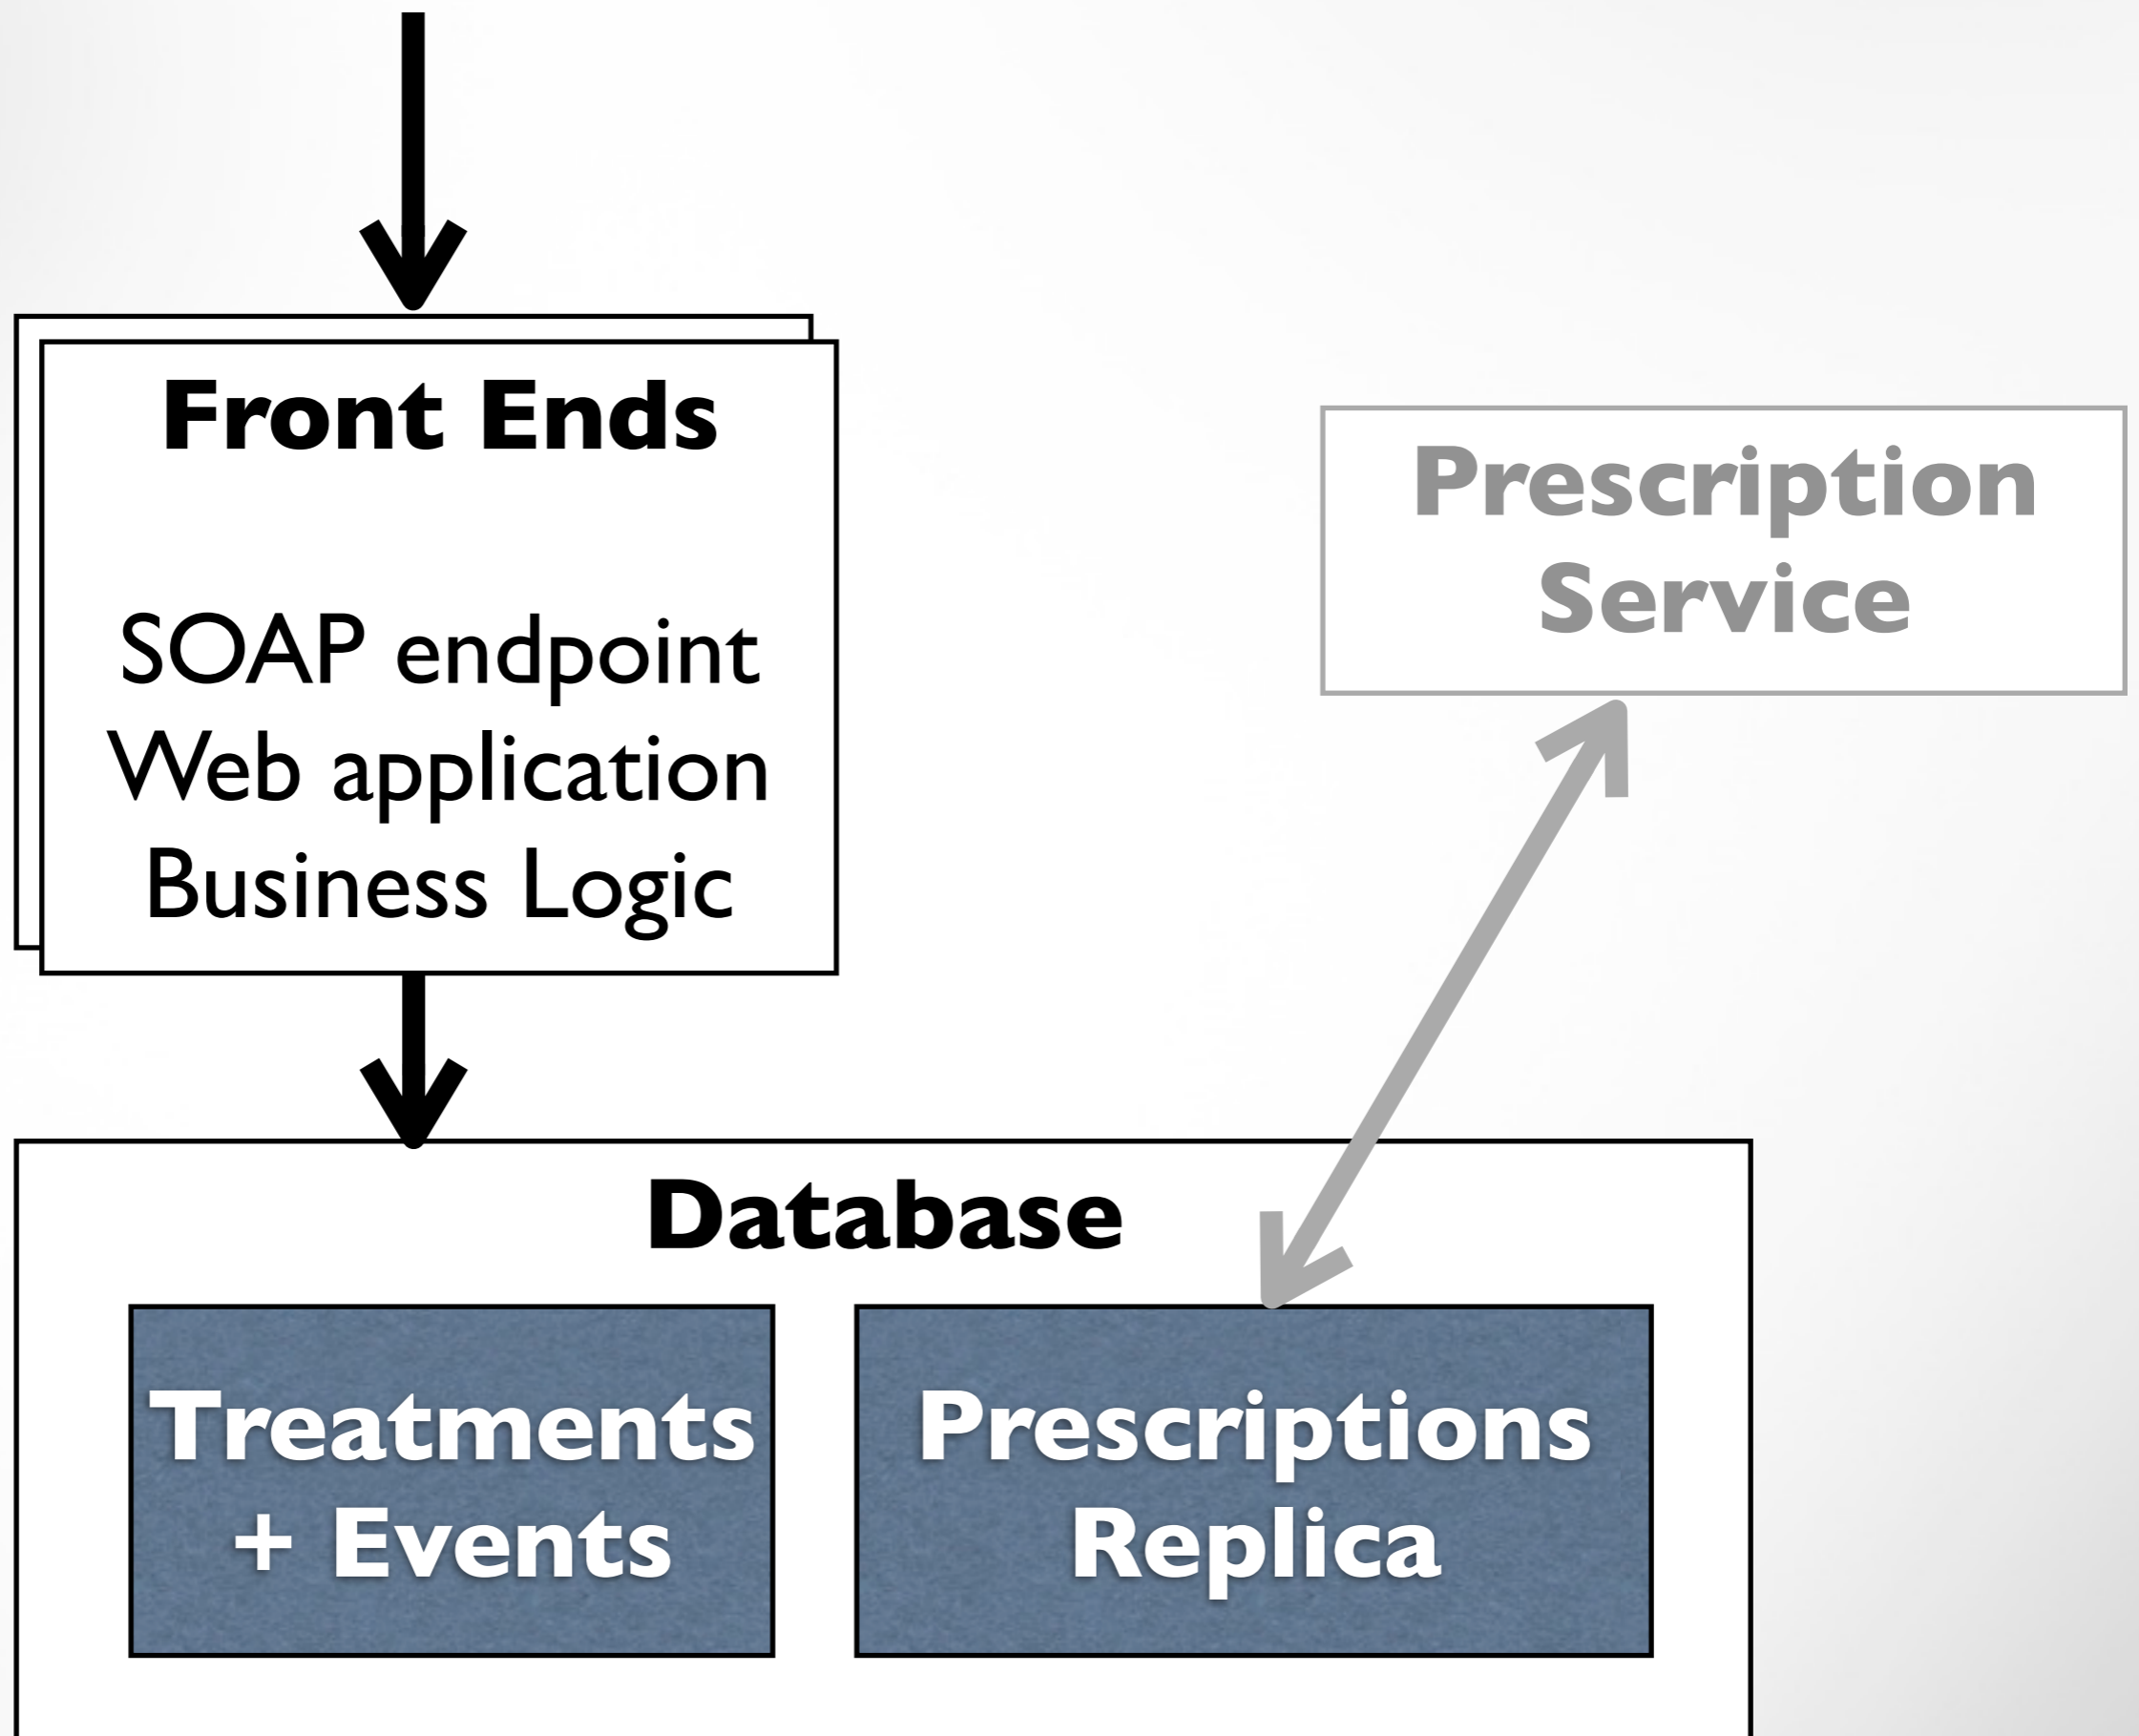 Front Ends
SOAP endpoint
Web application
Business Logic
Prescription
Service
Database
Treatments
+ Events
Prescriptions
Replica